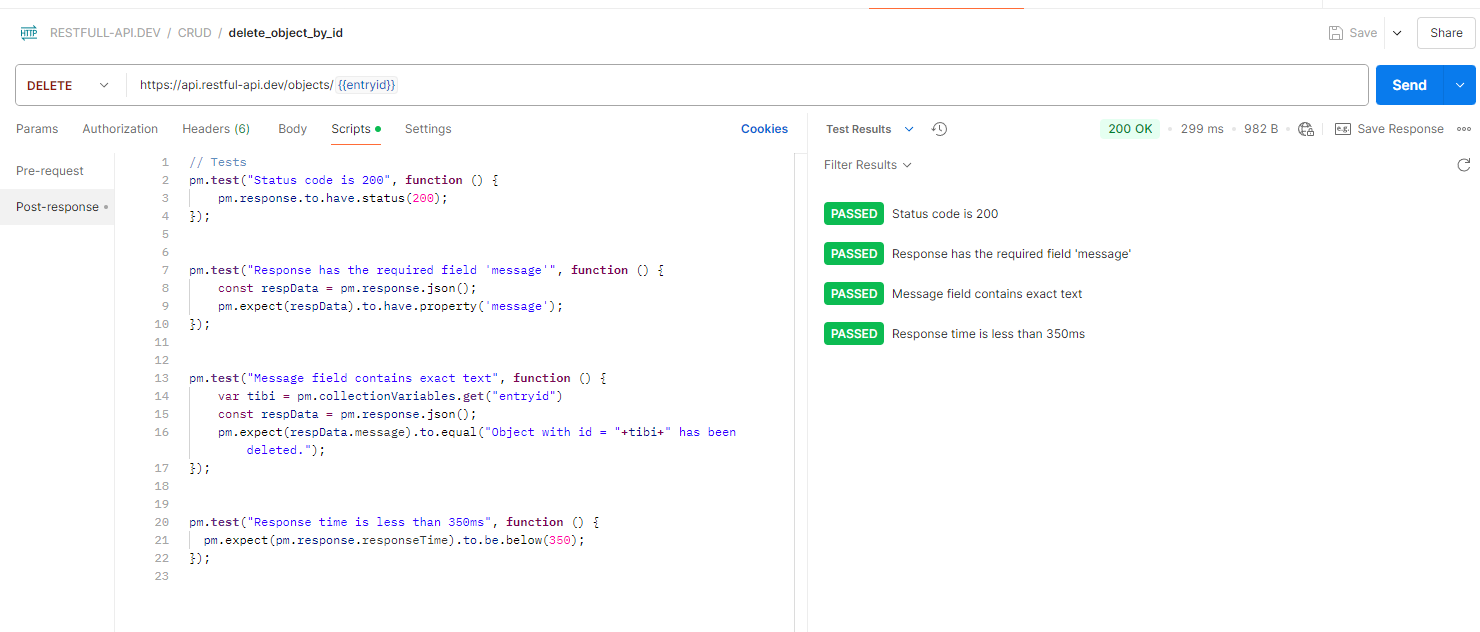 HTTP RESTFULL-API.DEV / CRUD / delete_object_by_id
Save
Share
DELETE
https://api.restful-api.dev/objects/ {{entryid}}
Send
Params Authorization Headers (6) Body Scripts Settings
Cookies
Pre-request
Post-response
1 // Tests
2 pm.test("Status code is 200", function () {
3 pm.response.to.have.status(200);
4 });
5
6
7 pm.test("Response has the required field 'message'", function () {
8 const respData = pm.response.json();
9 pm.expect(respData).to.have.property('message');
10 });
11
12
13 pm.test("Message field contains exact text", function () {
14 var tibi = pm.collectionVariables.get("entryid")
15 const respData = pm.response.json();
16 pm.expect(respData.message).to.equal("Object with id = "+tibi+" has been
deleted.");
17 });
18
19
20 pm.test("Response time is less than 350ms", function () {
21 pm.expect(pm.response.responseTime).to.be.below(350);
22 });
23
Test Results
200 OK
299 ms
982 B
e.g. Save Response
Filter Results
PASSED Status code is 200
PASSED Response has the required field 'message'
PASSED Message field contains exact text
PASSED Response time is less than 350ms